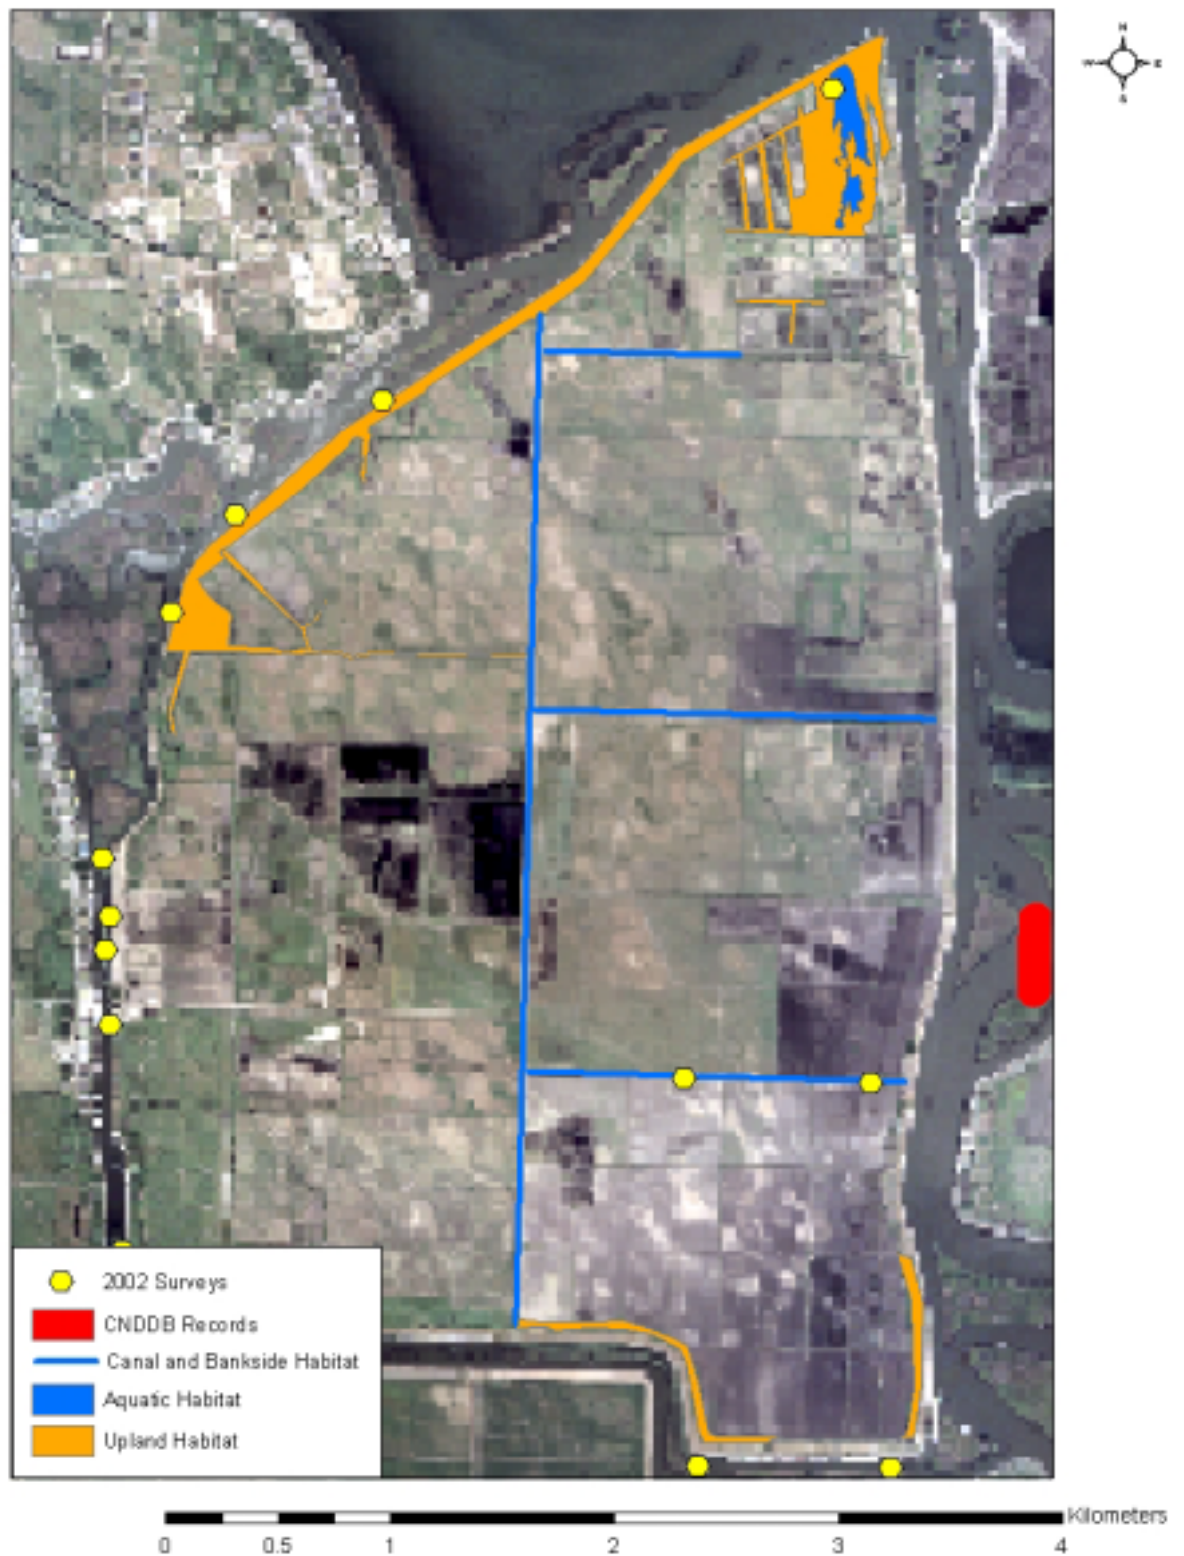 N
W E
S
2002 Surveys
CNDDB Records
Canal and Bankside Habitat
Aquatic Habitat
Upland Habitat
Kilometers
0 0.5 1 2 3 4